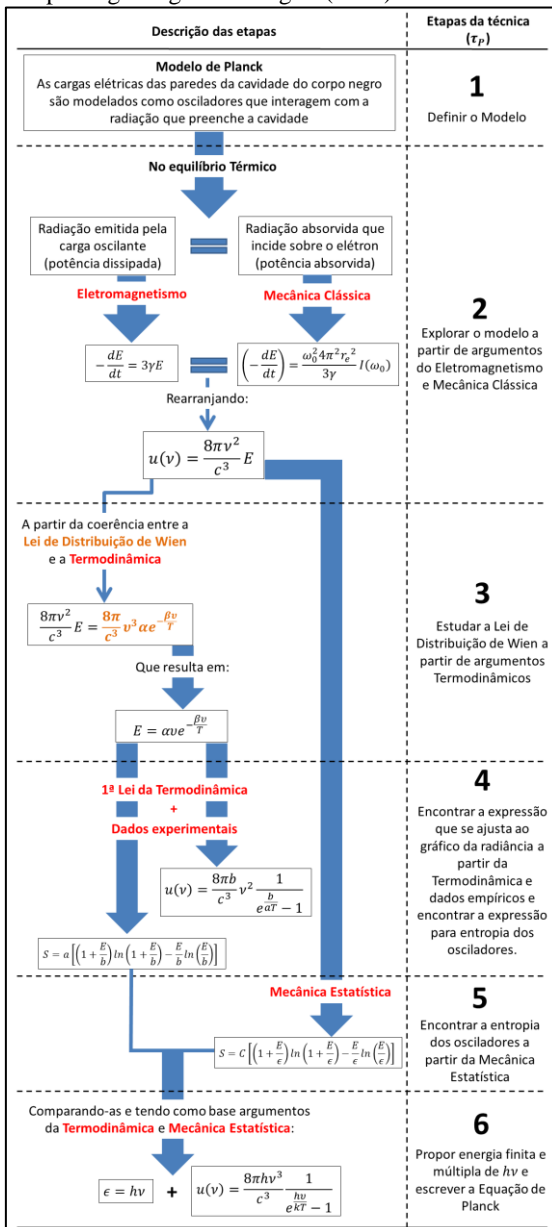 Descrição das etapas
Etapas da técnica
(τ_P)
Modelo de Planck
As cargas elétricas das paredes da cavidade do corpo negro
são modelados como osciladores que interagem com a
radiação que preenche a cavidade
1
Definir o Modelo
No equilíbrio Térmico
Radiação emitida pela
carga oscilante
(potência dissipada)
=
Radiação absorvida que
incide sobre o elétron
(potência absorvida)
Eletromagnetismo
Mecânica Clássica
-dE/dt = 3γE
=
(-dE/dt) = (ω₀² 4π² r_e²)/(3γ) I(ω₀)
Rearranjando:
u(ν) = (8πν²/c³) E
2
Explorar o modelo a
partir de argumentos
do Eletromagnetismo
e Mecânica Clássica
A partir da coerência entre a
Lei de Distribuição de Wien
e a Termodinâmica
(8πν²/c³) E = (8π/c³) ν³ αe^(-βν/T)
Que resulta em:
E = ανe^(-βν/T)
3
Estudar a Lei de
Distribuição de Wien a
partir de argumentos
Termodinâmicos
1ª Lei da Termodinâmica
+
Dados experimentais
u(ν) = (8πb/c³) ν² 1/(e^(b/aT) - 1)
S = a[(1 + E/b) ln(1 + E/b) - (E/b) ln(E/b)]
4
Encontrar a expressão
que se ajusta ao
gráfico da radiância a
partir da
Termodinâmica e
dados empíricos e
encontrar a expressão
para entropia dos
osciladores.
Mecânica Estatística
S = C[(1 + E/ϵ) ln(1 + E/ϵ) - (E/ϵ) ln(E/ϵ)]
5
Encontrar a entropia
dos osciladores a
partir da Mecânica
Estatística
Comparando-as e tendo como base argumentos
da Termodinâmica e Mecânica Estatística:
ϵ = hν + u(ν) = (8πhν³/c³) 1/(e^(hν/kT) - 1)
6
Propor energia finita e
múltipla de hν e
escrever a Equação de
Planck